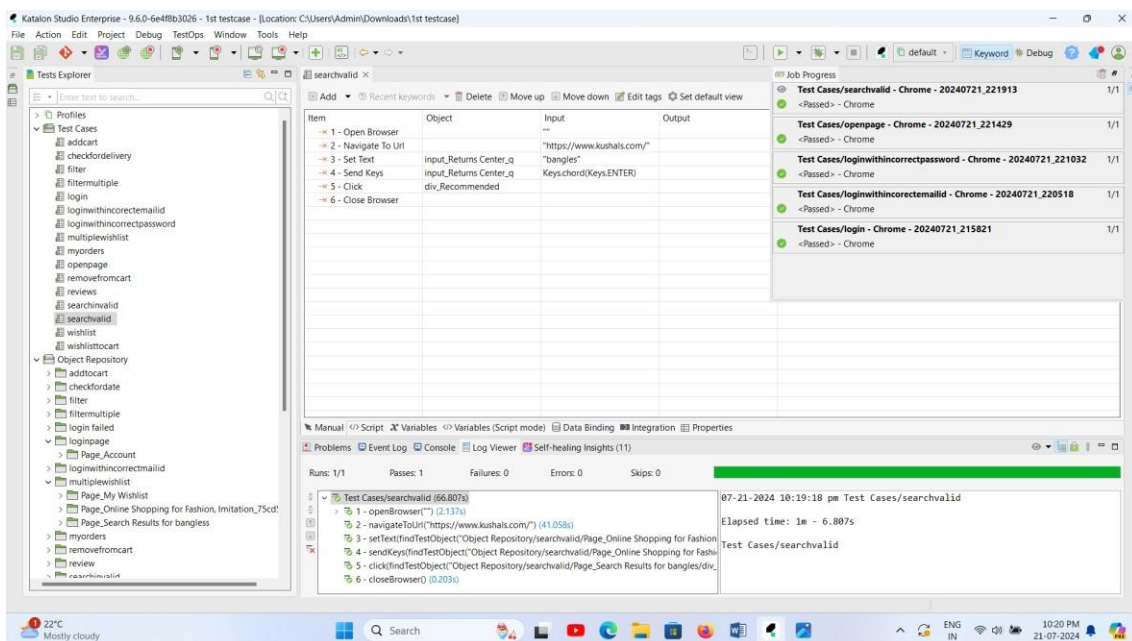 Katalon Studio Enterprise - 9.6.0-6e4f8b3026 - 1st testcase - [Location: C:\Users\Admin\Downloads\1st testcase]
File Action Edit Project Debug TestOps Window Tools Help
default
Keyword
Debug
Tests Explorer
Enter text to search...
Profiles
Test Cases
addcart
checkfordelivery
filter
filtermultiple
login
loginwithincorectemailid
loginwithincorrectpassword
multiplewishlist
myorders
openpage
removefromcart
reviews
searchinvalid
searchvalid
wishlist
wishlisttocart
Object Repository
addtocart
checkfordate
filter
filtermultiple
login failed
loginpage
Page_Account
loginwithincorrectmailid
multiplewishlist
Page_My Wishlist
Page_Online Shopping for Fashion, Imitation_75cd
Page_Search Results for bangless
myorders
removefromcart
review
searchinvalid
searchvalid
Add Recent keywords Delete Move up Move down Edit tags Set default view
Item Object Input Output
1 - Open Browser ""
2 - Navigate To Url "https://www.kushals.com/"
3 - Set Text input_Returns Center_q "bangles"
4 - Send Keys input_Returns Center_q Keys.chord(Keys.ENTER)
5 - Click div_Recommended
6 - Close Browser
Manual Script Variables Variables (Script mode) Data Binding Integration Properties
Job Progress
Test Cases/searchvalid - Chrome - 20240721_221913 1/1
<Passed> - Chrome
Test Cases/openpage - Chrome - 20240721_221429 1/1
<Passed> - Chrome
Test Cases/loginwithincorrectpassword - Chrome - 20240721_221032 1/1
<Passed> - Chrome
Test Cases/loginwithincorectemailid - Chrome - 20240721_220518 1/1
<Passed> - Chrome
Test Cases/login - Chrome - 20240721_215821 1/1
<Passed> - Chrome
Problems Event Log Console Log Viewer Self-healing Insights (11)
Runs: 1/1 Passes: 1 Failures: 0 Errors: 0 Skips: 0
Test Cases/searchvalid (66.807s)
1 - openBrowser("") (2.137s)
2 - navigateToUrl("https://www.kushals.com/") (41.058s)
3 - setText(findTestObject("Object Repository/searchvalid/Page_Online Shopping for Fashion
4 - sendKeys(findTestObject("Object Repository/searchvalid/Page_Online Shopping for Fashi
5 - click(findTestObject("Object Repository/searchvalid/Page_Search Results for bangles/div_
6 - closeBrowser() (0.203s)
07-21-2024 10:19:18 pm Test Cases/searchvalid
Elapsed time: 1m - 6.807s
Test Cases/searchvalid
1
22°C
Mostly cloudy
Search
ENG
IN
10:20 PM
21-07-2024